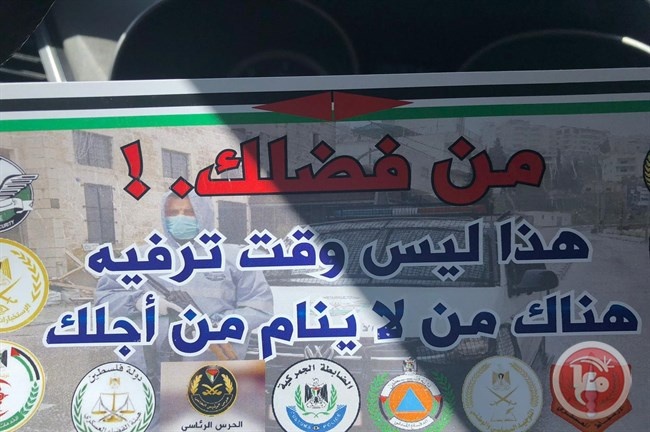 من فضلك.. !
هذا ليس وقت ترفيه
هناك من لا ينام من أجلك
دولة فلسطين
الحرس الرئاسي
الضابطة الجمركية